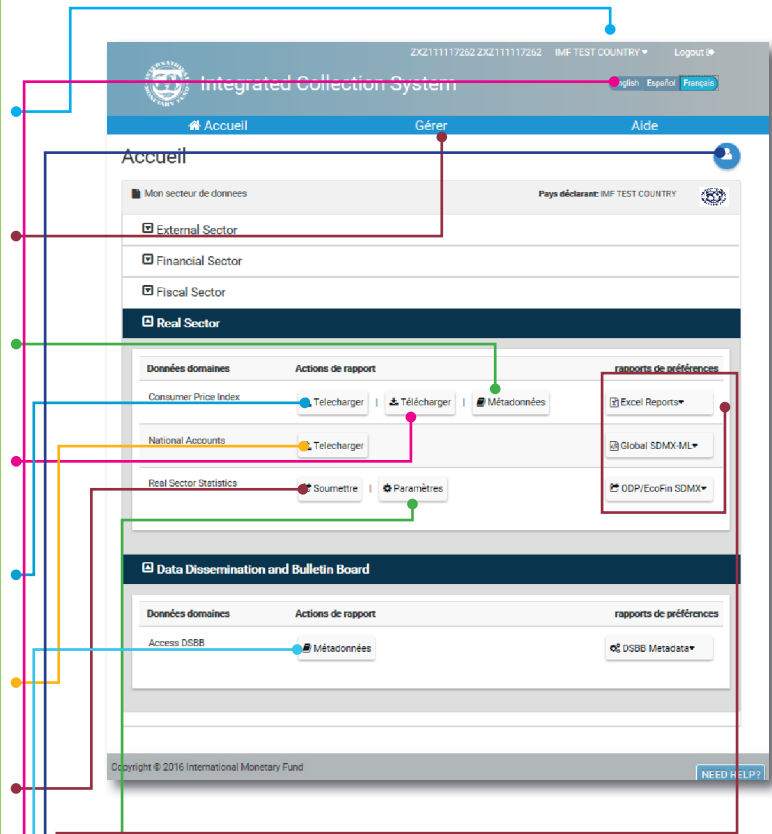 ZXZ111117262 ZXZ111117262 IMF TEST COUNTRY Logout
Integrated Collection System
English Español Français
Accueil Gérer Aide
Accueil
Mon secteur de donnees Pays déclarant: IMF TEST COUNTRY
External Sector
Financial Sector
Fiscal Sector
Real Sector
Données domaines Actions de rapport rapports de préférences
Consumer Price Index Telecharger | Télécharger | Métadonnées Excel Reports
National Accounts Telecharger Global SDMX-ML
Real Sector Statistics Soumettre | Paramètres ODP/EcoFin SDMX
Data Dissemination and Bulletin Board
Données domaines Actions de rapport rapports de préférences
Access DSBB Métadonnées DSBB Metadata
Copyright © 2016 International Monetary Fund
NEED HELP?